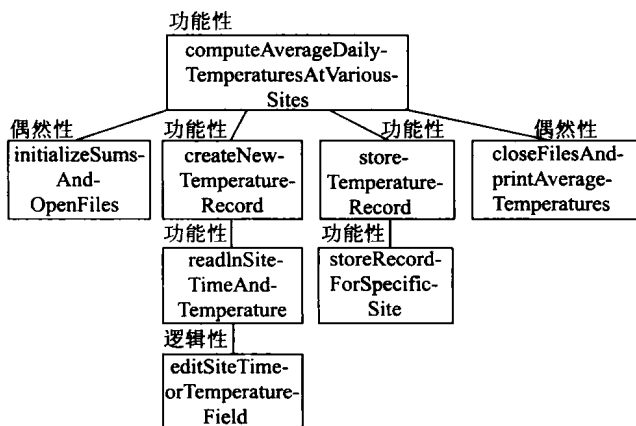 功能性
computeAverageDaily-
TemperaturesAtVarious-
Sites
偶然性
initializeSums-
And-
OpenFiles
功能性
createNew-
Temperature-
Record
功能性
store-
Temperature-
Record
偶然性
closeFilesAnd-
printAverage-
Temperatures
功能性
readInSite-
TimeAnd-
Temperature
功能性
storeRecord-
ForSpecific-
Site
逻辑性
editSiteTime-
orTemperature-
Field